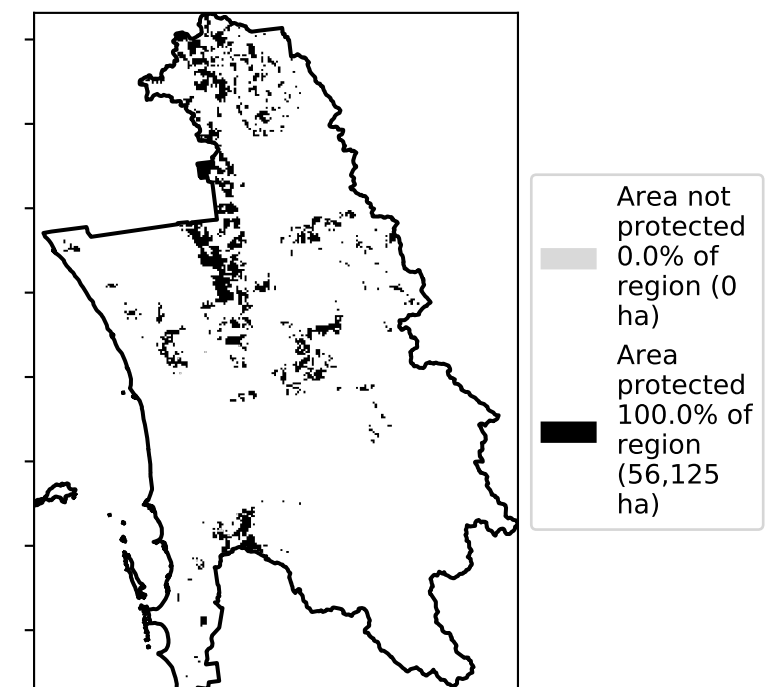 Area not
protected
0.0% of
region (0
ha)
Area
protected
100.0% of
region
(56,125
ha)